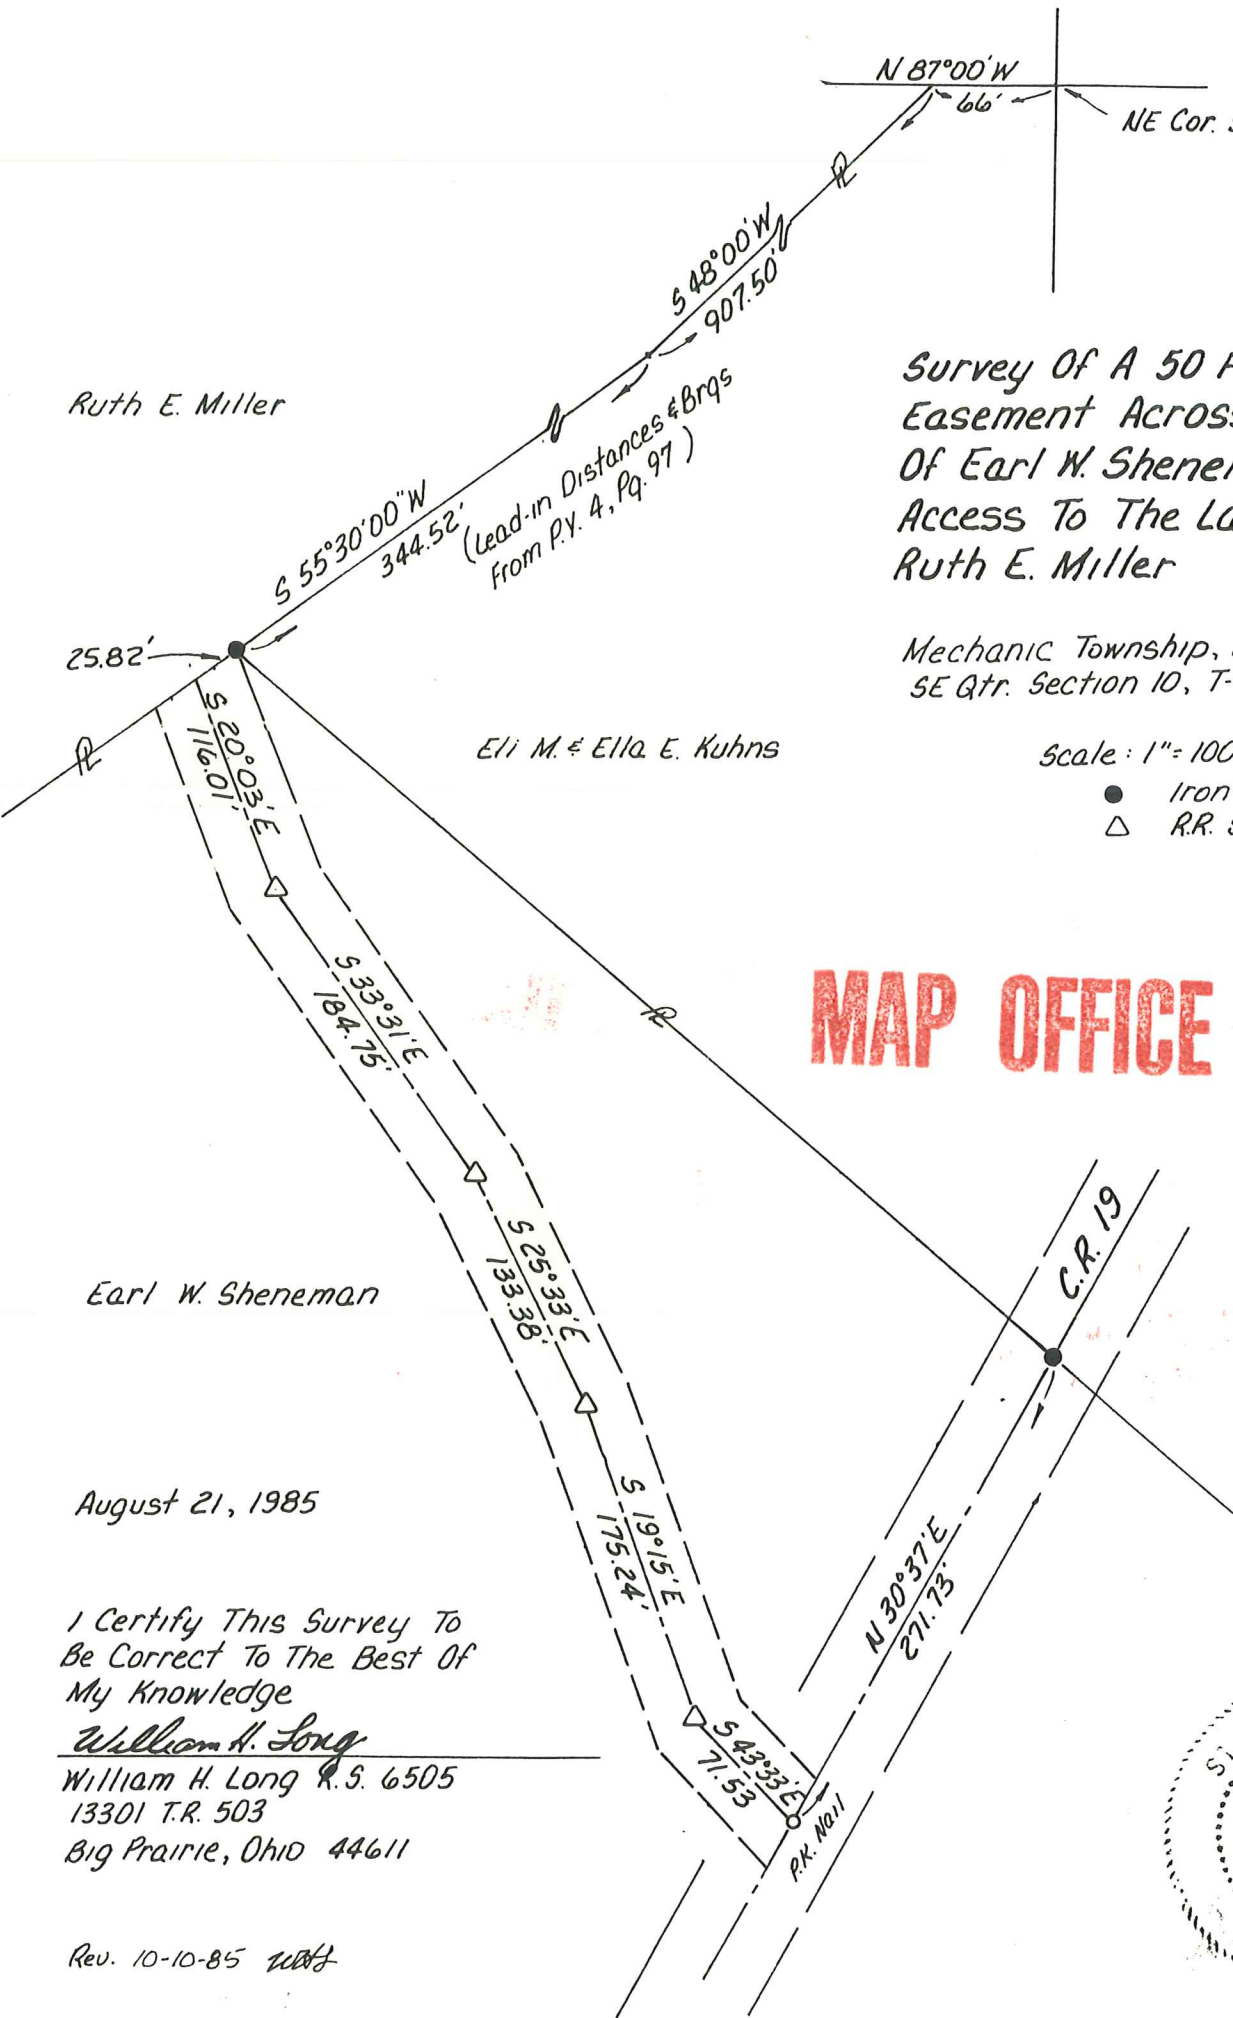 N 87°00'W
66'
NE Cor.
S 48°00'W
907.50'
Ruth E. Miller
Survey Of A 50
Easement Across
Of Earl W. Shene
Access To The La
Ruth E. Miller
S 55°30'00"W
344.52'
(Lead-in Distances & Brgs
From P.V. 4, Pg. 97)
25.82'
Mechanic Township,
SE Qtr. Section 10, T-
S 20°03'E
116.01'
Eli M. & Ella E. Kuhns
Scale: 1"=100
Iron
R.R.
S 33°31'E
184.75'
MAP OFFICE
C.R. 19
S 25°33'E
133.38'
Earl W. Sheneman
August 21, 1985
S 19°15'E
175.24'
N 30°37'E
271.73'
I Certify This Survey To
Be Correct To The Best Of
My Knowledge
William H. Long
William H. Long R.S. 6505
13301 T.R. 503
Big Prairie, Ohio 44611
S 43°33'E
71.53
P.K. Nail
Rev. 10-10-85